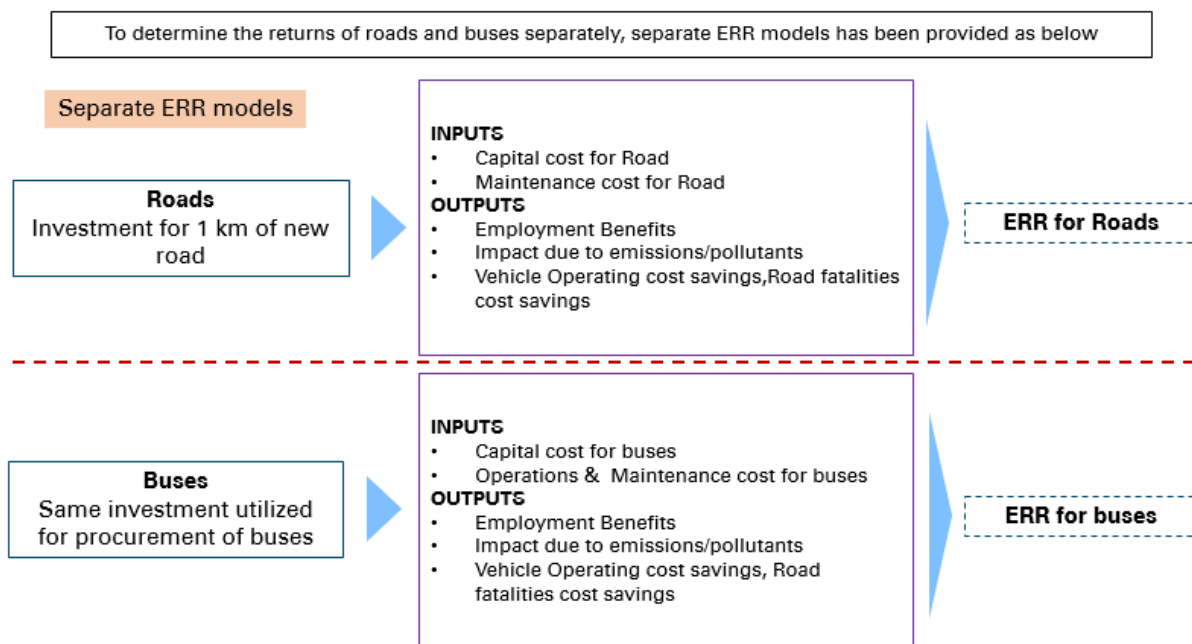 To determine the returns of roads and buses separately, separate ERR models has been provided as below
Separate ERR models
Roads
Investment for 1 km of new
road
INPUTS
• Capital cost for Road
• Maintenance cost for Road
OUTPUTS
• Employment Benefits
• Impact due to emissions/pollutants
• Vehicle Operating cost savings,Road fatalities
cost savings
ERR for Roads
Buses
Same investment utilized
for procurement of buses
INPUTS
• Capital cost for buses
• Operations & Maintenance cost for buses
OUTPUTS
• Employment Benefits
• Impact due to emissions/pollutants
• Vehicle Operating cost savings, Road
fatalities cost savings
ERR for buses